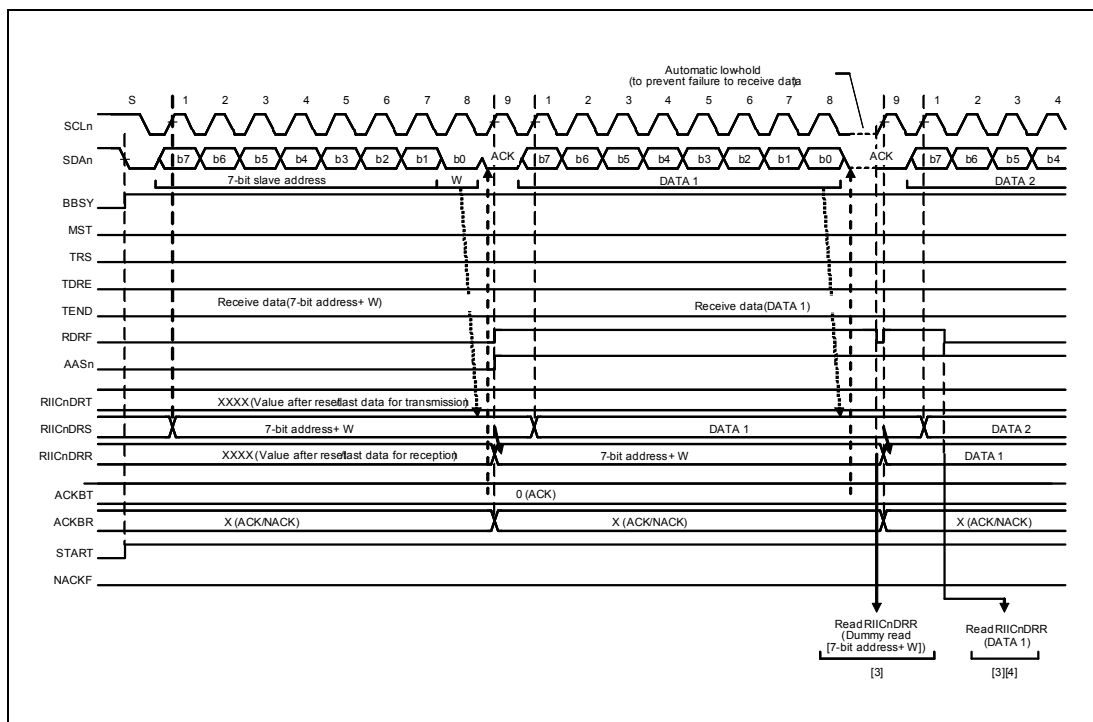 Automatic low-hold
(to prevent failure to receive data)
S 1 2 3 4 5 6 7 8 9 1 2 3 4 5 6 7 8 9 1 2 3 4
SCLn
SDAn b7 b6 b5 b4 b3 b2 b1 b0 ACK b7 b6 b5 b4 b3 b2 b1 b0 ACK b7 b6 b5 b4
7-bit slave address W DATA 1 DATA 2
BBSY
MST
TRS
TDRE
Receive data (7-bit address+ W) Receive data (DATA 1)
TEND
RDRF
AASn
RIICnDRT XXXX (Value after reset/last data for transmission)
RIICnDRS 7-bit address+ W DATA 1 DATA 2
RIICnDRR XXXX (Value after reset/last data for reception) 7-bit address+ W DATA 1
ACKBT 0 (ACK)
ACKBR X (ACK/NACK) X (ACK/NACK) X (ACK/NACK)
START
NACKF
Read RIICnDRR
(Dummy read
[7-bit address+ W])
[3]
Read RIICnDRR
(DATA 1)
[3][4]